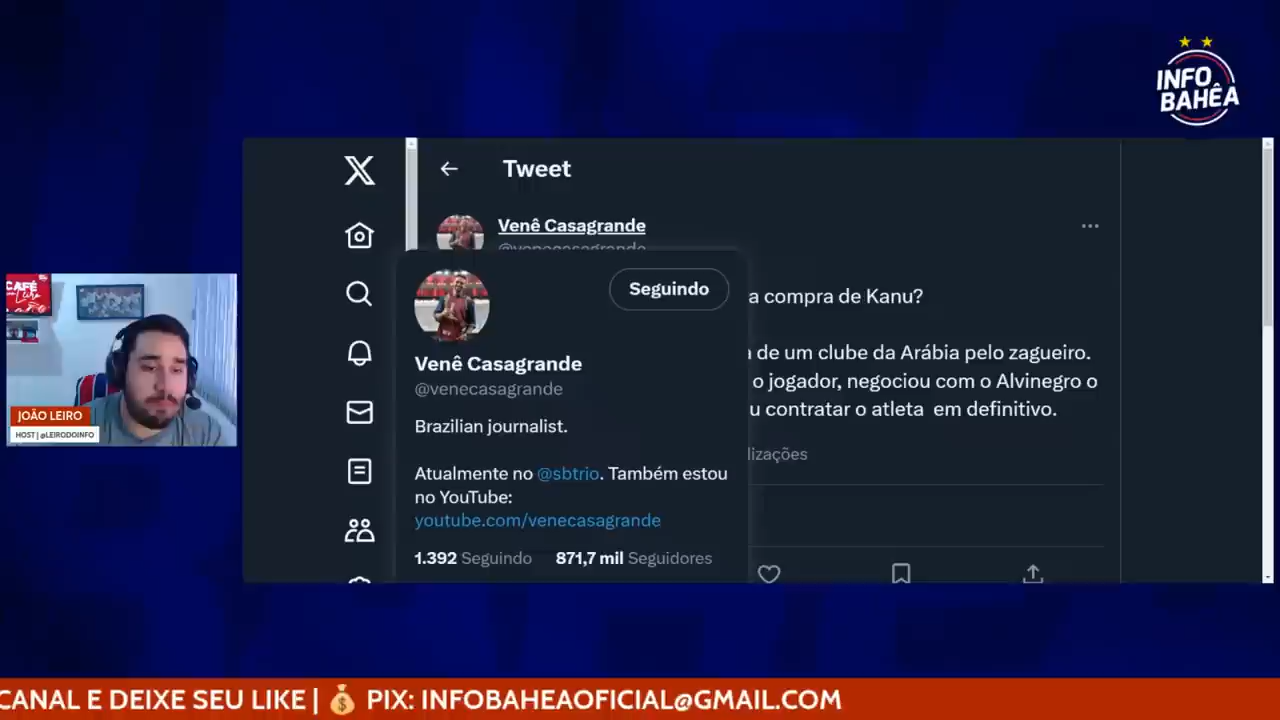 INFO
BAHÊA
X
Tweet
Venê Casagrande
@venecasagrande
Seguindo
a compra de Kanu?
Venê Casagrande
@venecasagrande
de um clube da Arábia pelo zagueiro.
o jogador, negociou com o Alvinegro o
u contratar o atleta em definitivo.
Brazilian journalist.
lizações
Atualmente no @sbtrio. Também estou
no YouTube:
youtube.com/venecasagrande
1.392 Seguindo 871,7 mil Seguidores
CAFÉ
Leiro
JOÃO LEIRO
HOST | @LEIRODOINFO
CANAL E DEIXE SEU LIKE | 💰 PIX: INFOBAHEAOFICIAL@GMAIL.COM